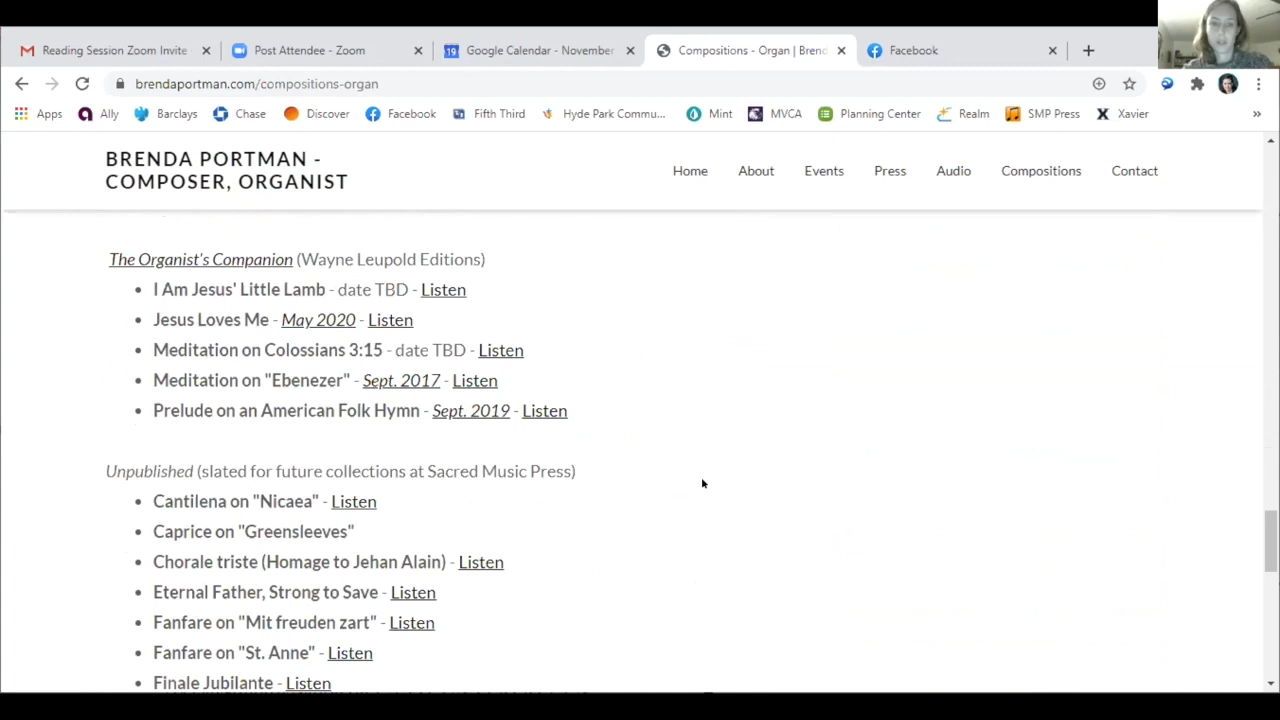 Reading Session Zoom Invite
Post Attendee - Zoom
19 Google Calendar - November
Compositions - Organ | Brend
Facebook
brendaportman.com/compositions-organ
Apps Ally Barclays Chase Discover Facebook Fifth Third Hyde Park Commu... Mint MVCA Planning Center Realm SMP Press Xavier »
BRENDA PORTMAN -
COMPOSER, ORGANIST
Home About Events Press Audio Compositions Contact
The Organist's Companion (Wayne Leupold Editions)
• I Am Jesus' Little Lamb - date TBD - Listen
• Jesus Loves Me - May 2020 - Listen
• Meditation on Colossians 3:15 - date TBD - Listen
• Meditation on "Ebenezer" - Sept. 2017 - Listen
• Prelude on an American Folk Hymn - Sept. 2019 - Listen
Unpublished (slated for future collections at Sacred Music Press)
• Cantilena on "Nicaea" - Listen
• Caprice on "Greensleeves"
• Chorale triste (Homage to Jehan Alain) - Listen
• Eternal Father, Strong to Save - Listen
• Fanfare on "Mit freuden zart" - Listen
• Fanfare on "St. Anne" - Listen
• Finale Jubilante - Listen